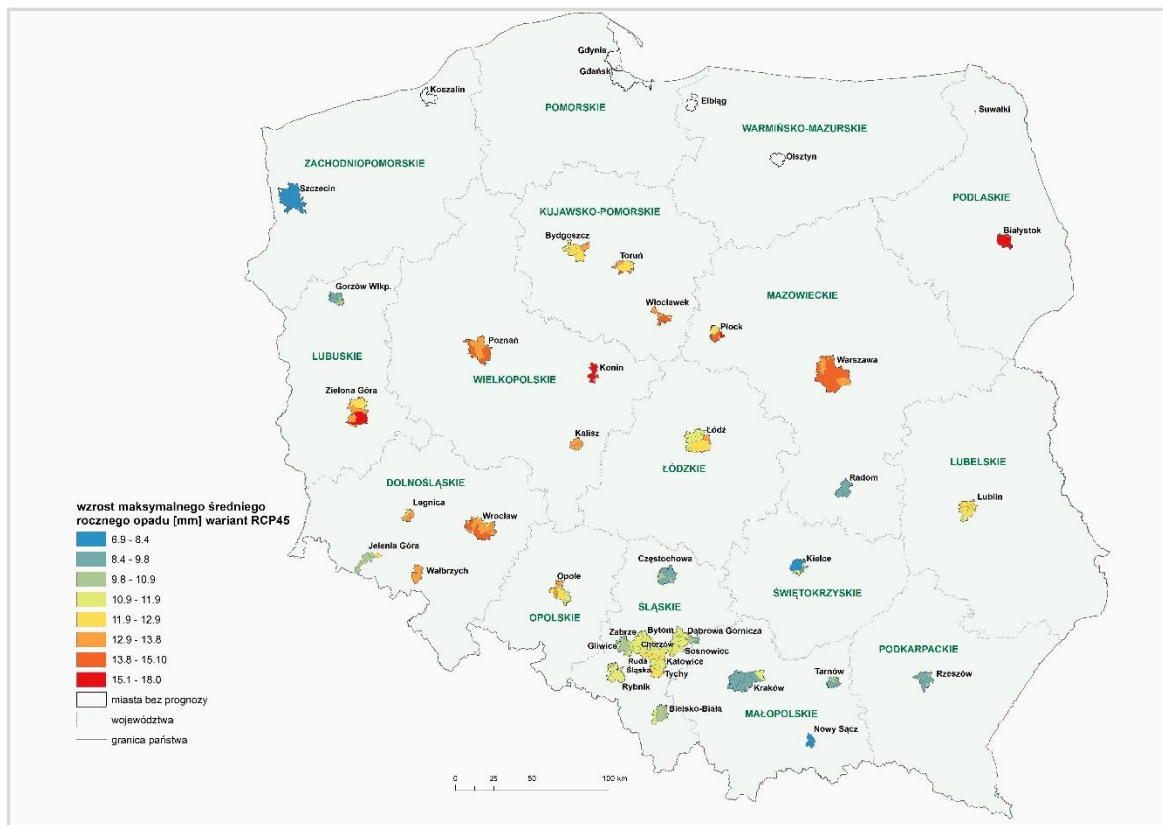 Gdynia
Gdańsk
Koszalin
Elbląg
Suwałki
POMORSKIE
WARMIŃSKO-MAZURSKIE
Olsztyn
ZACHODNIOPOMORSKIE
Szczecin
PODLASKIE
KUJAWSKO-POMORSKIE
Białystok
Bydgoszcz
Toruń
Gorzów Wlkp.
MAZOWIECKIE
Włocławek
Płock
Poznań
Warszawa
LUBUSKIE
Konin
WIELKOPOLSKIE
Zielona Góra
Kalisz
Łódź
LUBELSKIE
ŁÓDZKIE
DOLNOŚLĄSKIE
Radom
Legnica
Lublin
Wrocław
wzrost maksymalnego średniego
rocznego opadu [mm] wariant RCP45
6.9 - 8.4
8.4 - 9.8
9.8 - 10.9
10.9 - 11.9
11.9 - 12.9
12.9 - 13.8
13.8 - 15.10
15.1 - 18.0
miasta bez prognozy
województwa
granica państwa
Jelenia Góra
Wałbrzych
Częstochowa
Kielce
Opole
ŚWIĘTOKRZYSKIE
ŚLĄSKIE
OPOLSKIE
Zabrze
Bytom
Dąbrowa Górnicza
Gliwice
Chorzów
Sosnowiec
Ruda
Śląska
Katowice
Tychy
Rybnik
PODKARPACKIE
Tarnów
Rzeszów
Kraków
Bielsko-Biała
MAŁOPOLSKIE
Nowy Sącz
0 25 50 100 km